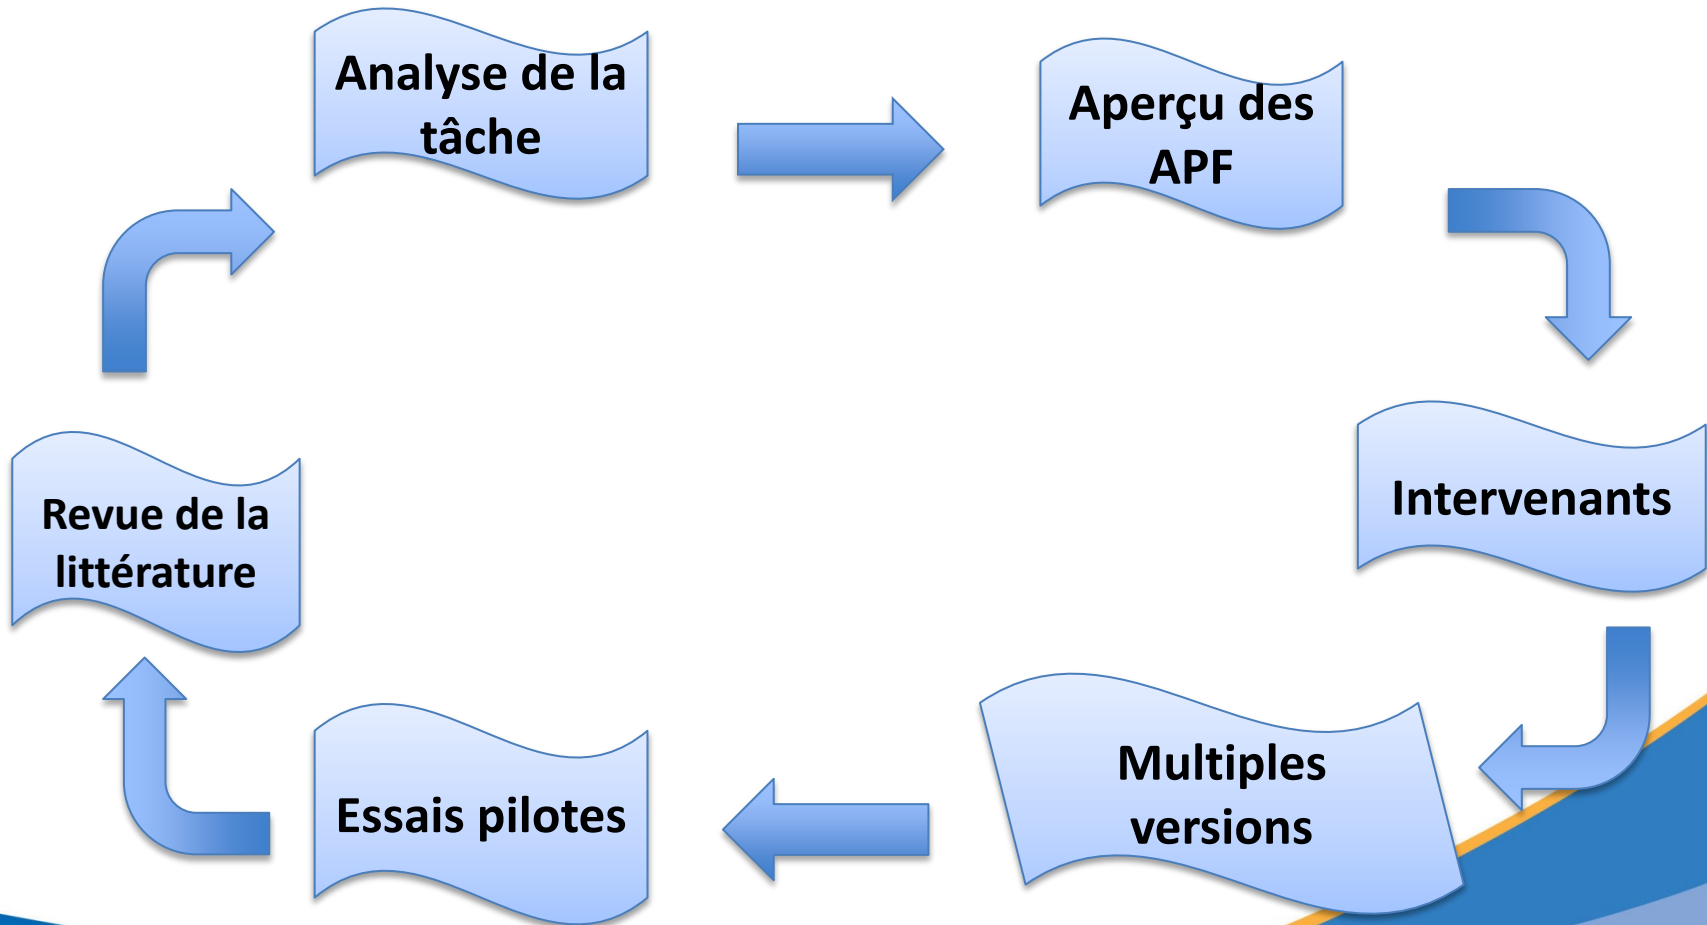 Analyse de la
tâche
Aperçu des
APF
Intervenants
Multiples
versions
Essais pilotes
Revue de la
littérature